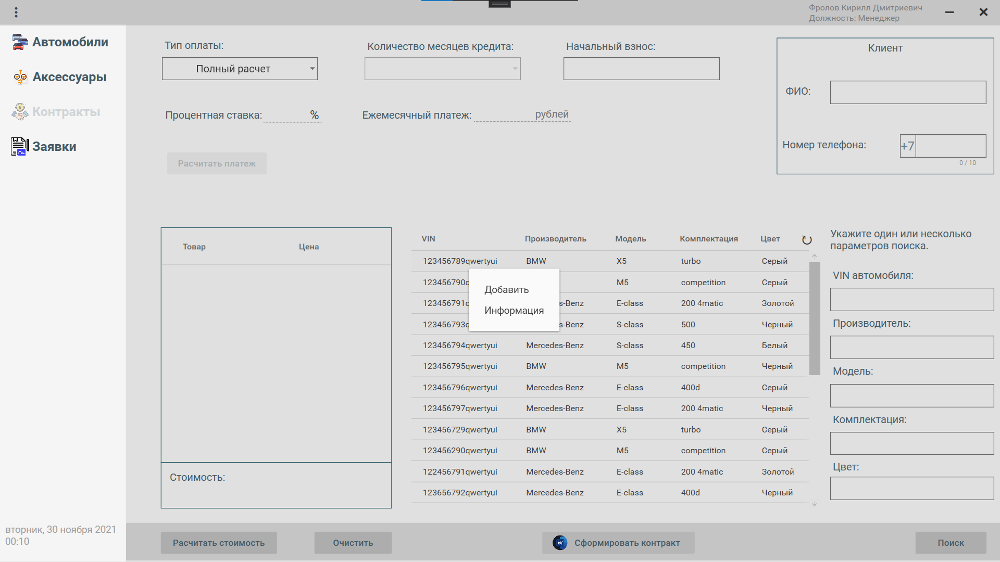 Фролов Кирилл Дмитриевич
Должность: Менеджер
Автомобили
Аксессуары
Контракты
Заявки
вторник, 30 ноября 2021
00:10
Тип оплаты:
Полный расчет
Количество месяцев кредита:
Начальный взнос:
Процентная ставка: %
Ежемесячный платеж: рублей
Расчитать платеж
Клиент
ФИО:
Номер телефона: +7
0 / 10
Товар Цена
Стоимость:
VIN Производитель Модель Комплектация Цвет
123456789qwertyui BMW X5 turbo Серый
123456790 M5 competition Серый
123456791 s-Benz E-class 200 4matic Золотой
123456793 s-Benz S-class 500 Черный
123456794qwertyui Mercedes-Benz S-class 450 Белый
123456795qwertyui BMW M5 competition Черный
123456796qwertyui Mercedes-Benz E-class 400d Серый
123456797qwertyui Mercedes-Benz E-class 200 4matic Черный
123456729qwertyui BMW X5 turbo Серый
123456290qwertyui BMW M5 competition Серый
122456791qwertyui Mercedes-Benz E-class 200 4matic Золотой
123656792qwertyui Mercedes-Benz E-class 400d Черный
Добавить
Информация
Укажите один или несколько
параметров поиска.
VIN автомобиля:
Производитель:
Модель:
Комплектация:
Цвет:
Расчитать стоимость
Очистить
W Сформировать контракт
Поиск